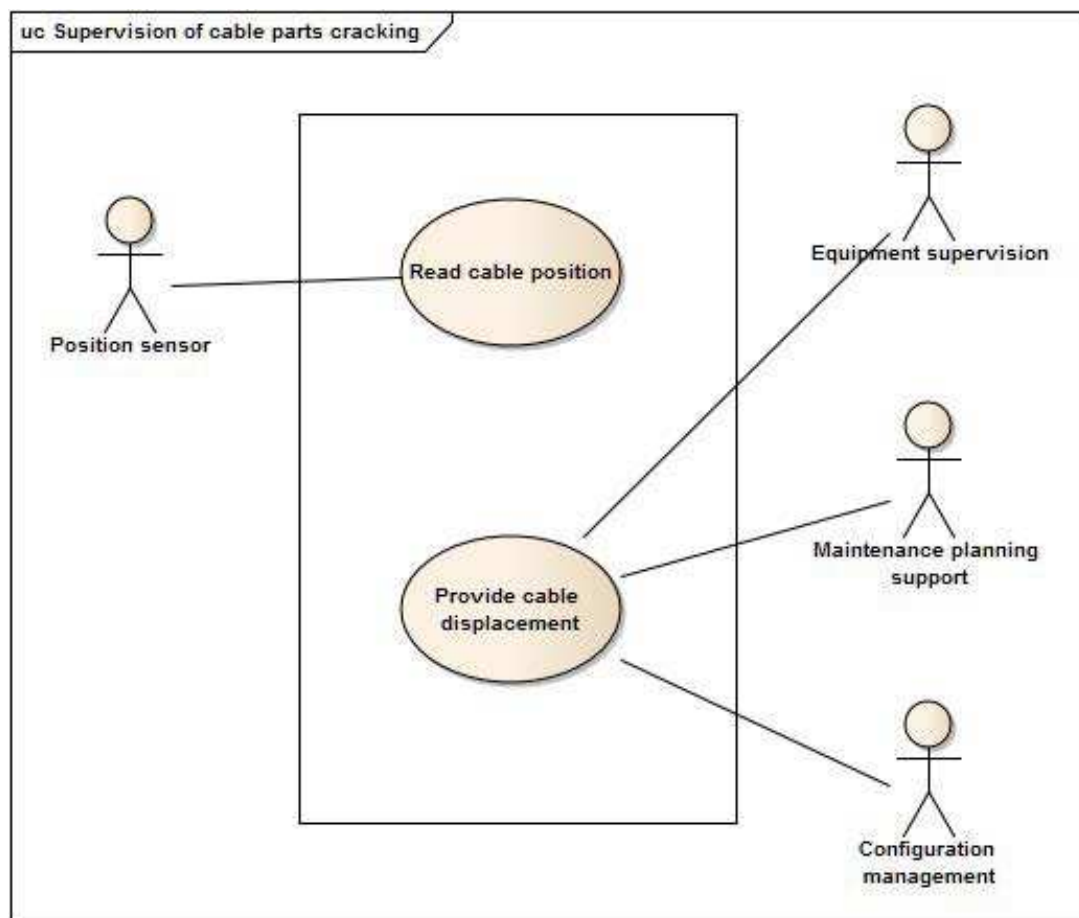 uc Supervision of cable parts cracking
Position sensor
Read cable position
Equipment supervision
Maintenance planning
support
Provide cable
displacement
Configuration
management